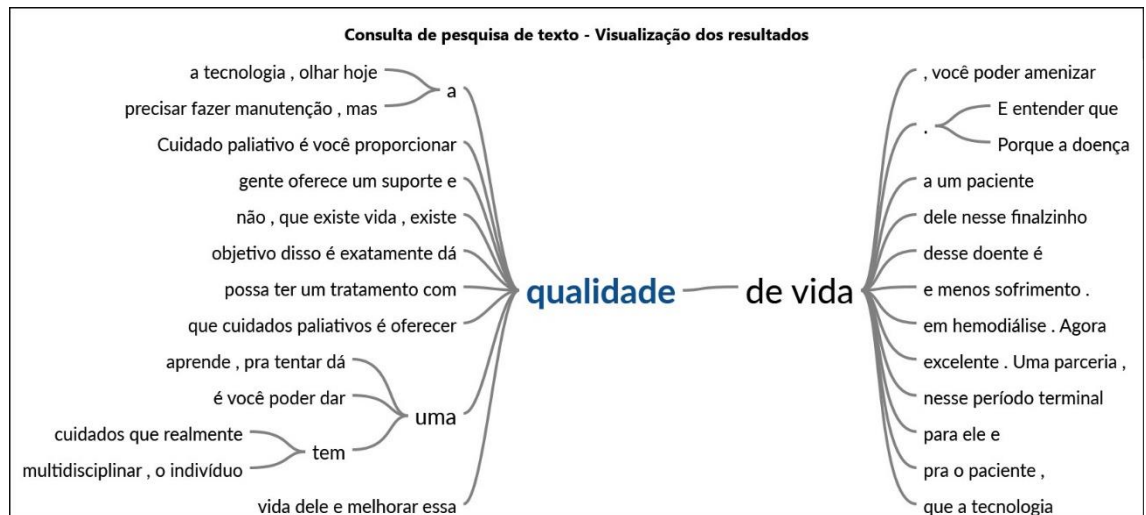 Consulta de pesquisa de texto - Visualização dos resultados
a tecnologia , olhar hoje
precisar fazer manutenção , mas
a
Cuidado paliativo é você proporcionar
gente oferece um suporte e
não , que existe vida , existe
objetivo disso é exatamente dá
possa ter um tratamento com
que cuidados paliativos é oferecer
aprende , pra tentar dá
é você poder dar
cuidados que realmente
multidisciplinar , o indivíduo
tem
uma
vida dele e melhorar essa
qualidade
de vida
, você poder amenizar
.
E entender que
Porque a doença
a um paciente
dele nesse finalzinho
desse doente é
e menos sofrimento .
em hemodiálise . Agora
excelente . Uma parceria ,
nesse período terminal
para ele e
pra o paciente ,
que a tecnologia